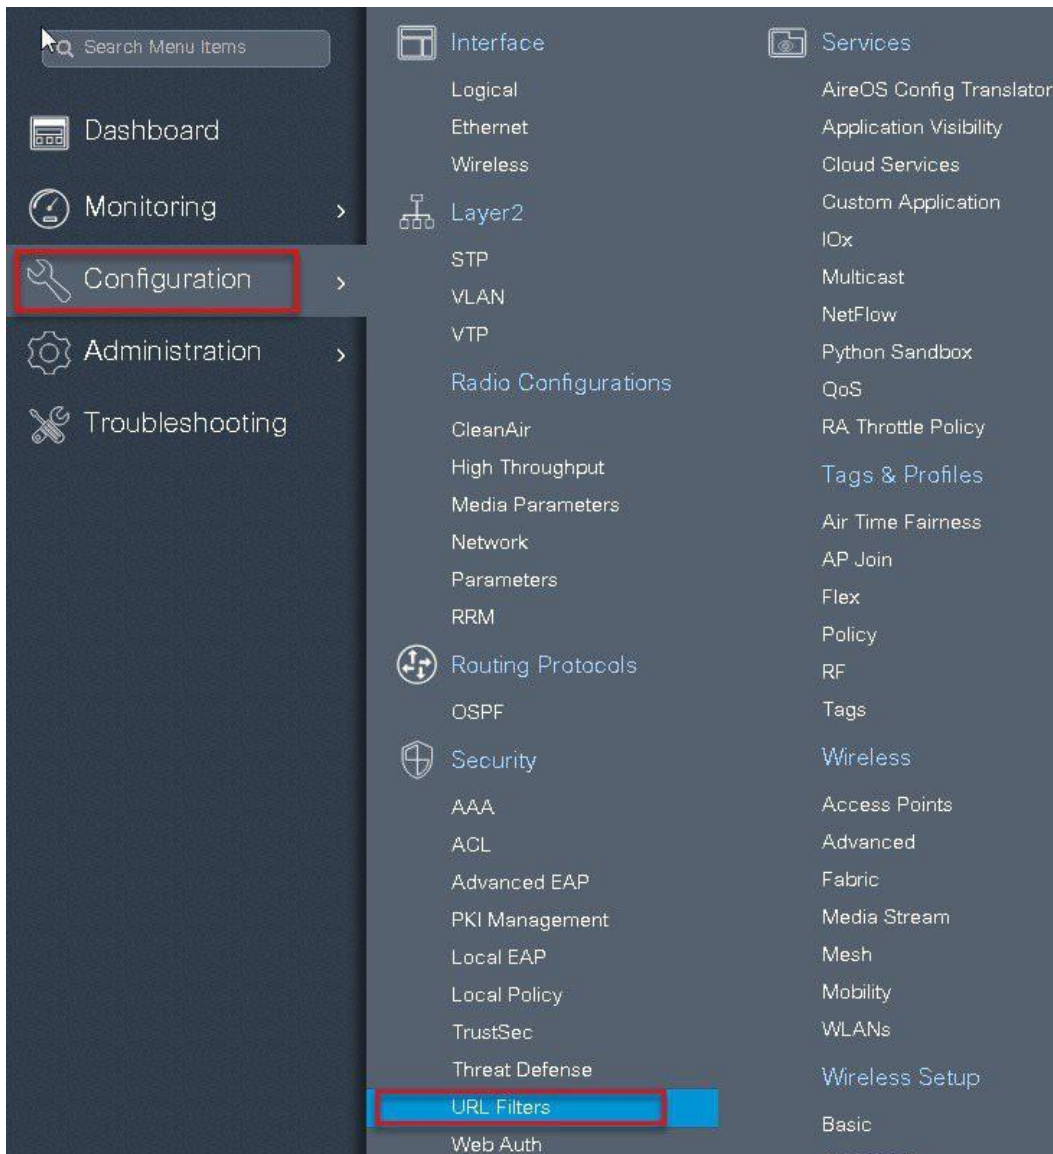 Search Menu Items
Dashboard
Monitoring
Configuration
Administration
Troubleshooting
Interface
Logical
Ethernet
Wireless
Layer2
STP
VLAN
VTP
Radio Configurations
CleanAir
High Throughput
Media Parameters
Network
Parameters
RRM
Routing Protocols
OSPF
Security
AAA
ACL
Advanced EAP
PKI Management
Local EAP
Local Policy
TrustSec
Threat Defense
URL Filters
Web Auth
Services
AireOS Config Translator
Application Visibility
Cloud Services
Custom Application
IOx
Multicast
NetFlow
Python Sandbox
QoS
RA Throttle Policy
Tags & Profiles
Air Time Fairness
AP Join
Flex
Policy
RF
Tags
Wireless
Access Points
Advanced
Fabric
Media Stream
Mesh
Mobility
WLANs
Wireless Setup
Basic